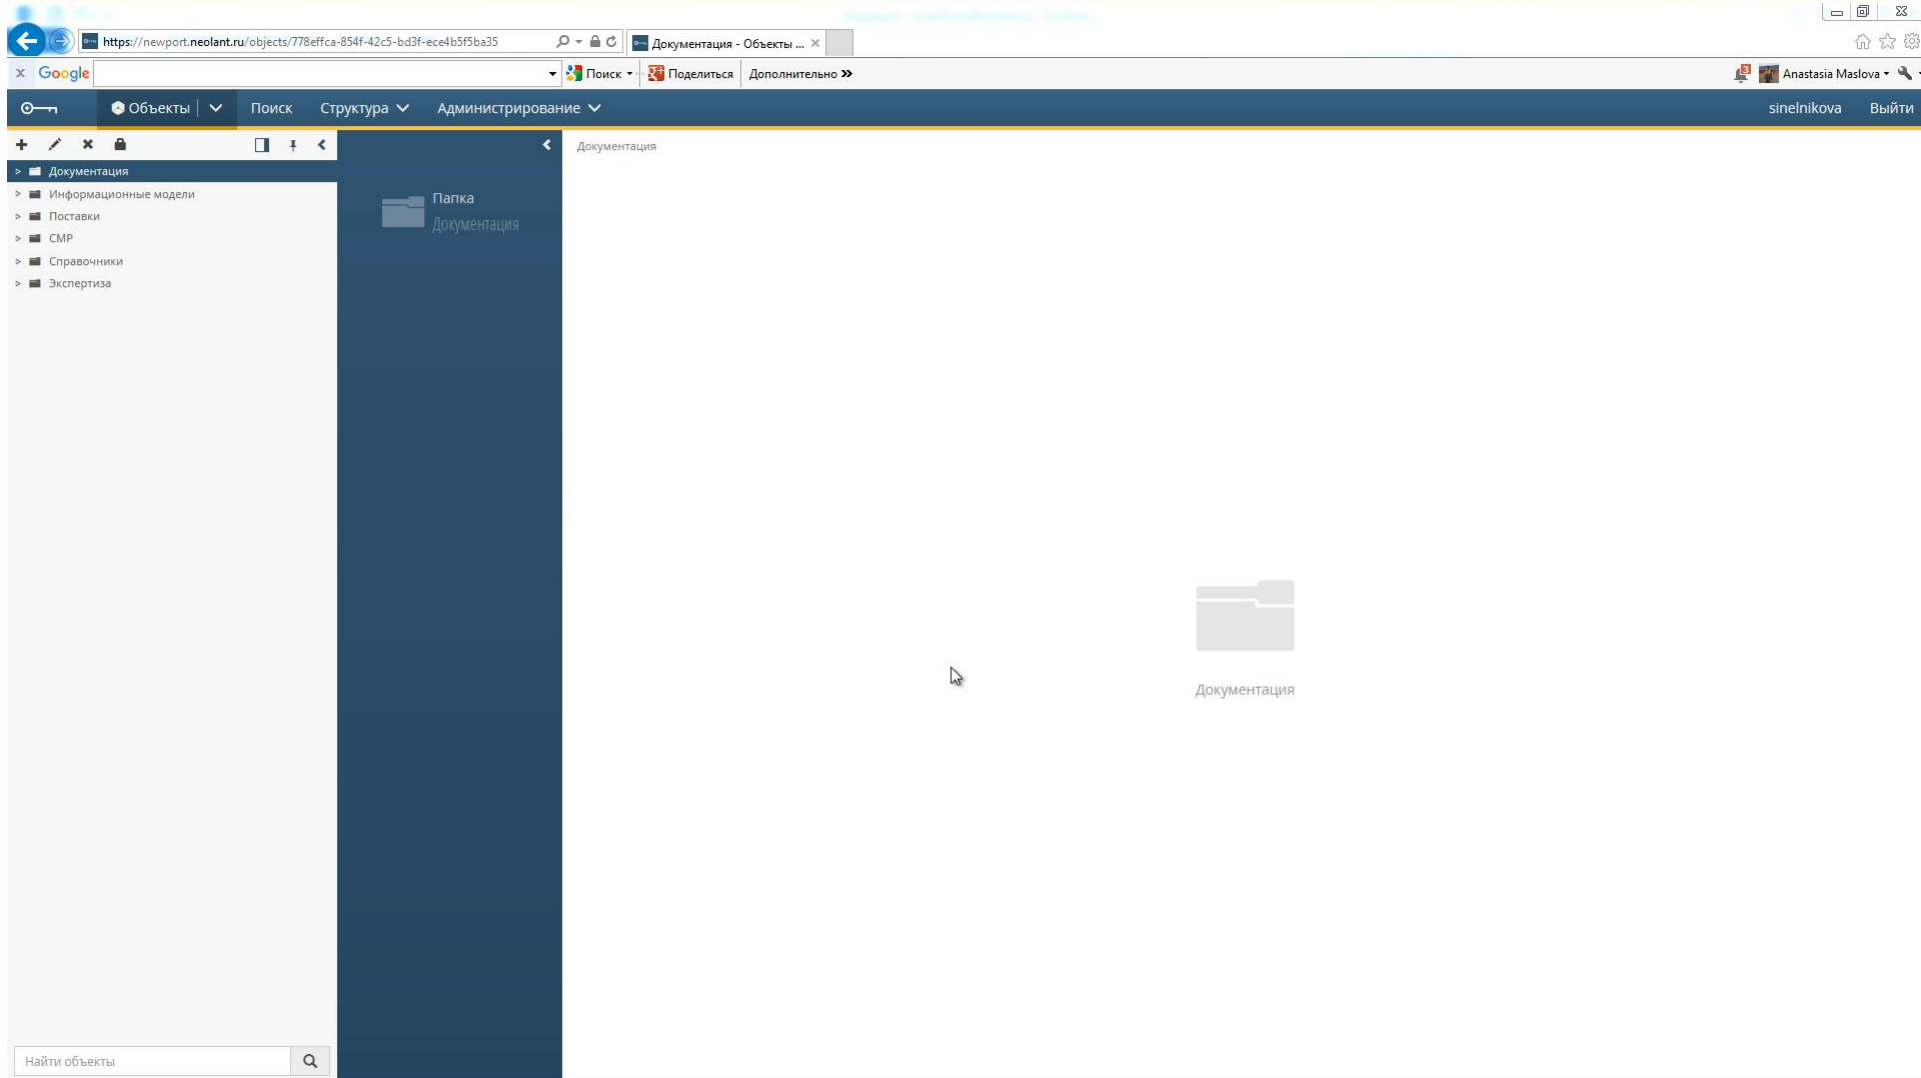 https://newport.neolant.ru/objects/778effca-854f-42c5-bd3f-ece4b5f5ba35
Документация - Объекты ...
x Google Поиск Поделиться Дополнительно » 3 Anastasia Maslova
Объекты Поиск Структура Администрирование sinelnikova Выйти
Документация
Информационные модели
Поставки
СМР
Справочники
Экспертиза
Папка
Документация
Документация
Документация
Найти объекты